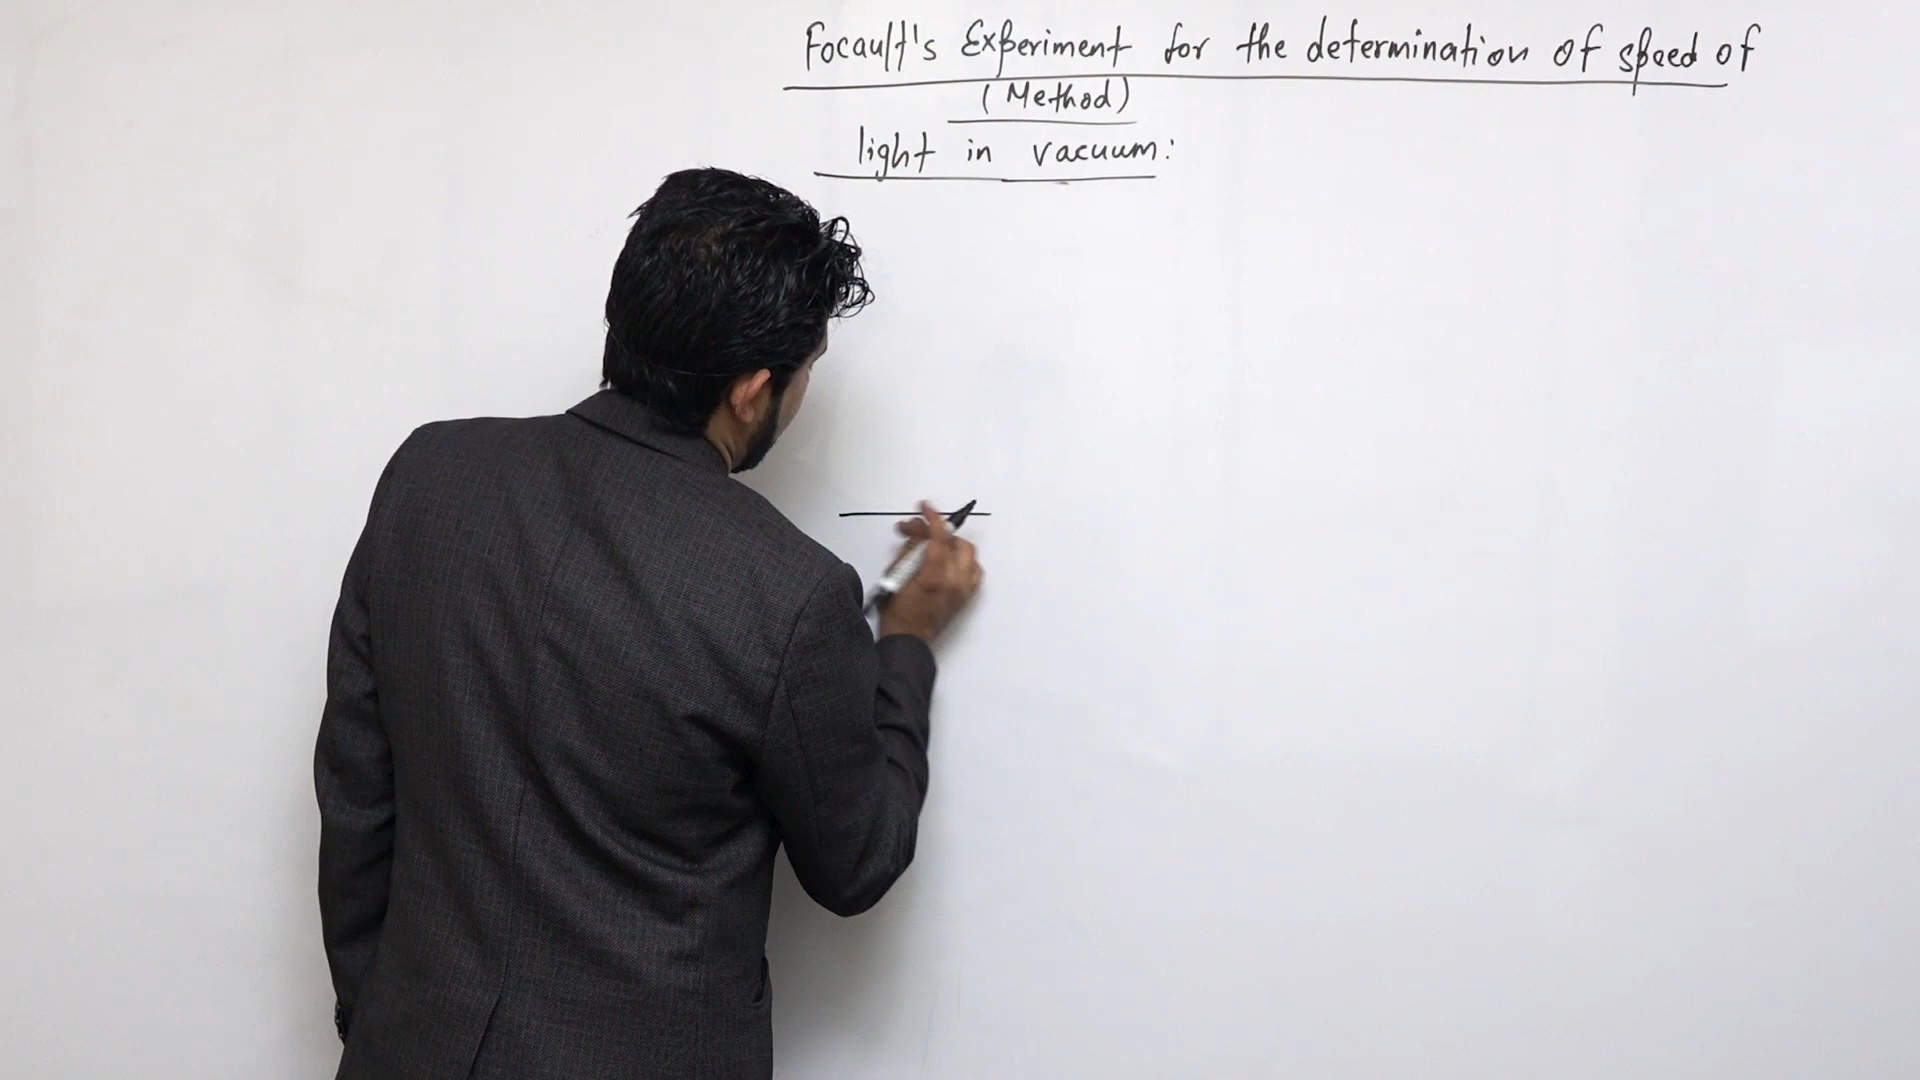 Focault's Experiment for the determination of speed of
(Method)
light in vacuum: